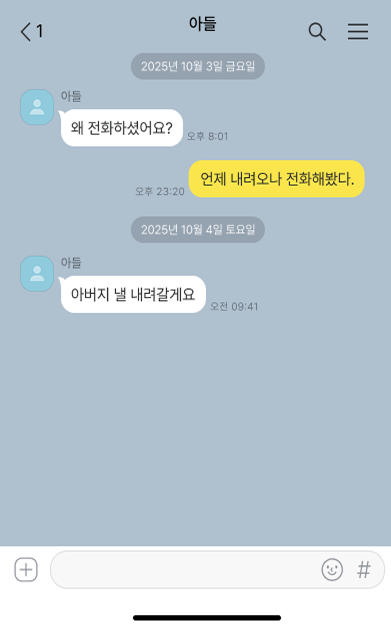 1
아들
2025년 10월 3일 금요일
아들
왜 전화하셨어요?
오후 8:01
오후 23:20
언제 내려오나 전화해봤다.
2025년 10월 4일 토요일
아들
아버지 낼 내려갈게요
오전 09:41
#